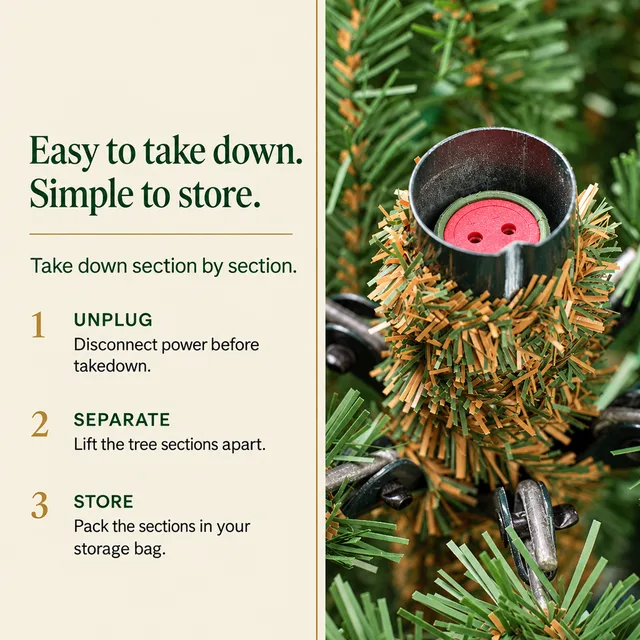 Easy to take down.
Simple to store.
Take down section by section.
1 UNPLUG
Disconnect power before
takedown.
2 SEPARATE
Lift the tree sections apart.
3 STORE
Pack the sections in your
storage bag.